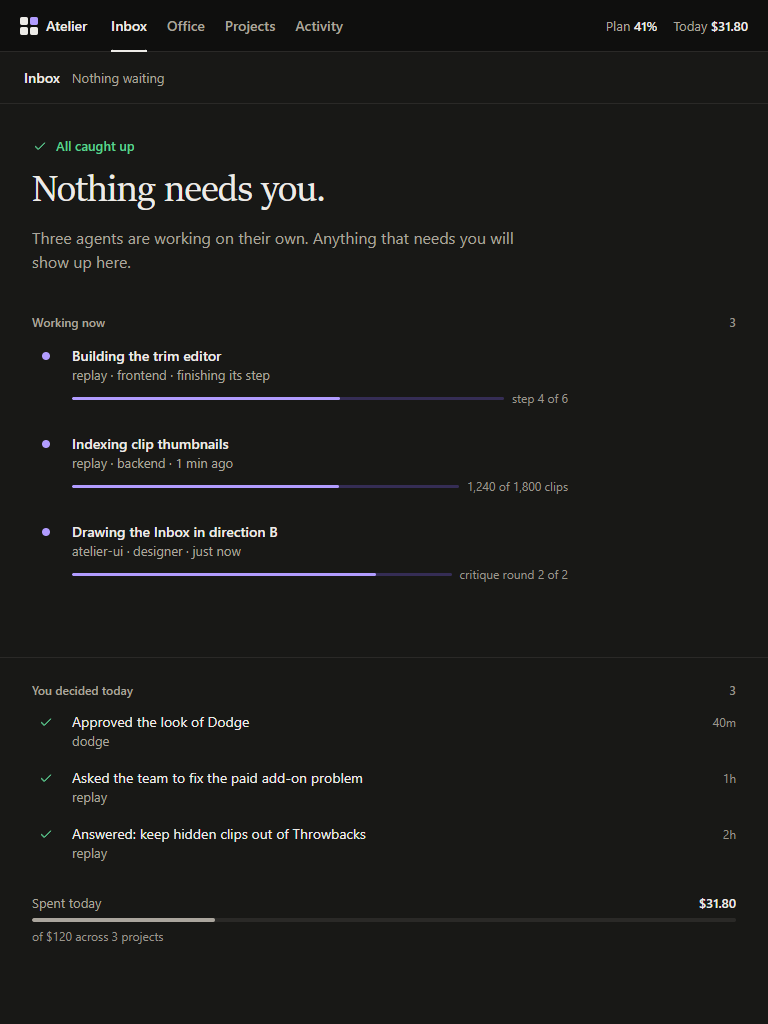 Atelier Inbox Office Projects Activity Plan 41% Today $31.80
Inbox Nothing waiting
All caught up
Nothing needs you.
Three agents are working on their own. Anything that needs you will
show up here.
Working now 3
Building the trim editor
replay · frontend · finishing its step
step 4 of 6
Indexing clip thumbnails
replay · backend · 1 min ago
1,240 of 1,800 clips
Drawing the Inbox in direction B
atelier-ui · designer · just now
critique round 2 of 2
You decided today 3
Approved the look of Dodge 40m
dodge
Asked the team to fix the paid add-on problem 1h
replay
Answered: keep hidden clips out of Throwbacks 2h
replay
Spent today $31.80
of $120 across 3 projects